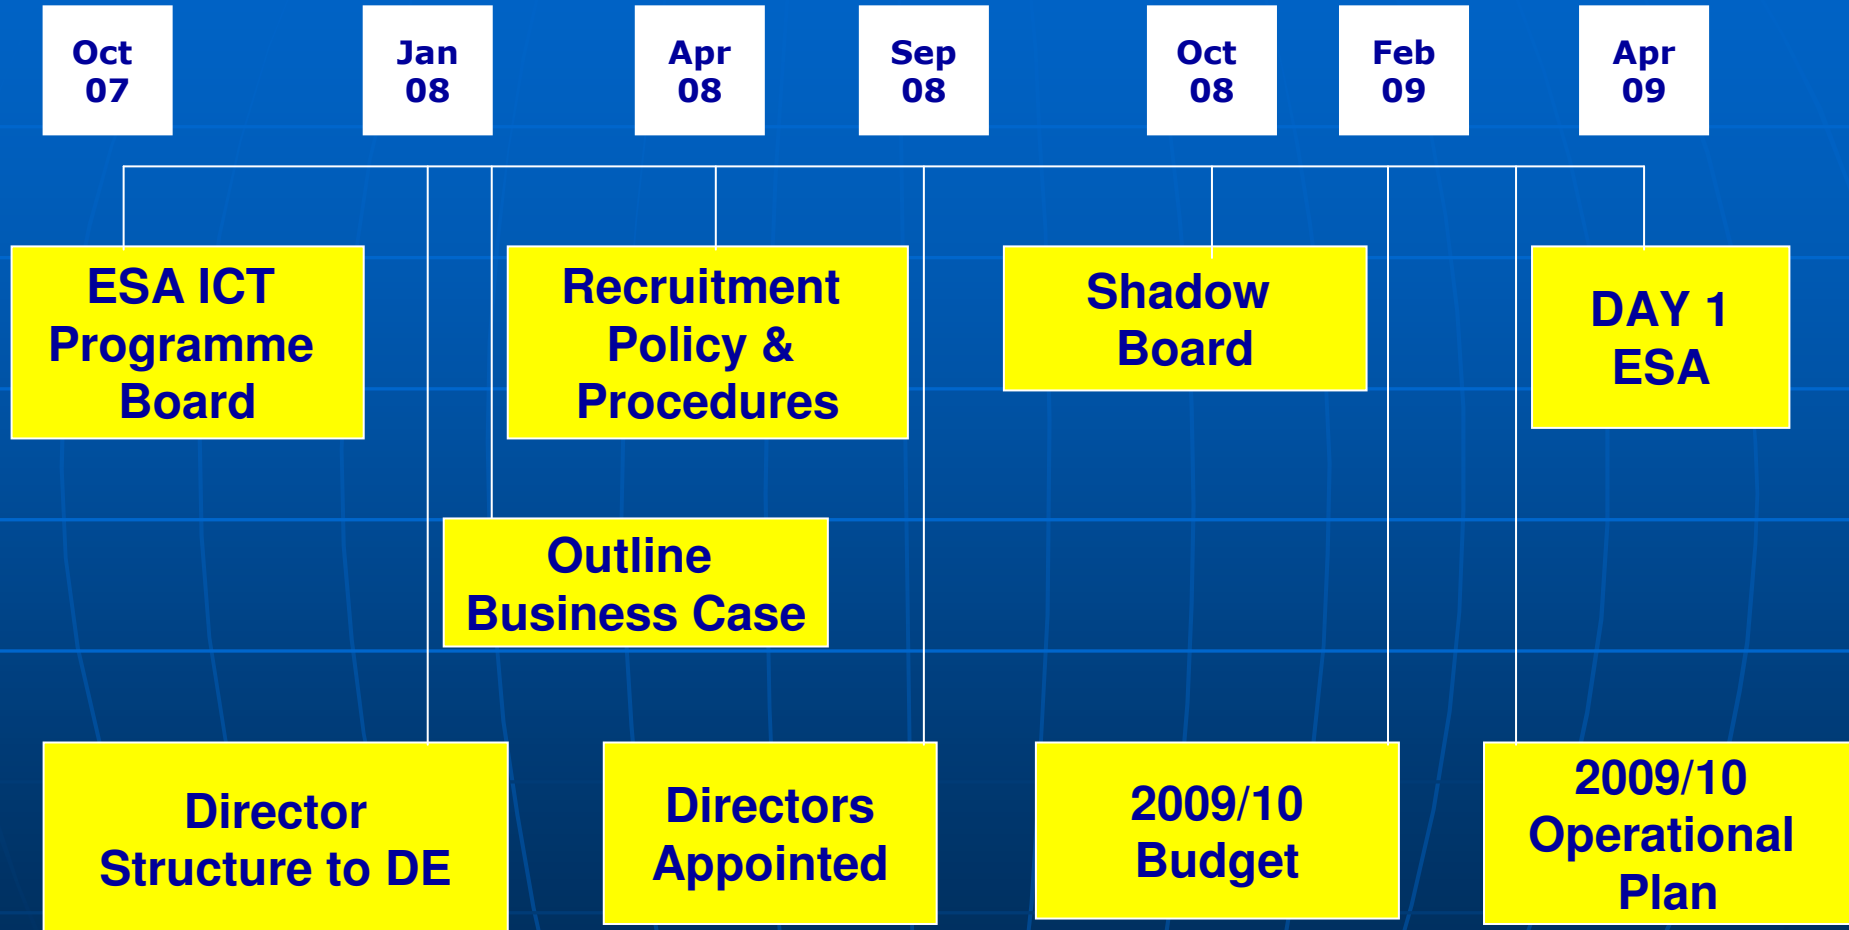 Oct
07
Jan
08
Apr
08
Sep
08
Oct
08
Feb
09
Apr
09
ESA ICT
Programme
Board
Recruitment
Policy &
Procedures
Shadow
Board
DAY 1
ESA
Outline
Business Case
Director
Structure to DE
Directors
Appointed
2009/10
Budget
2009/10
Operational
Plan